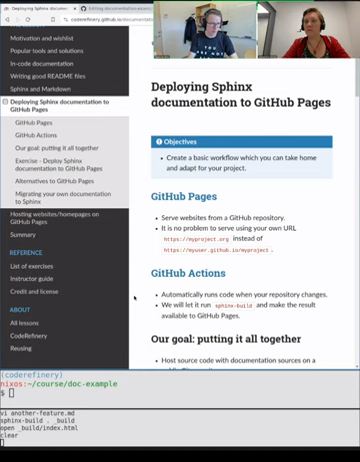 Deploying Sphinx
Editing documentation
coderefinery.github.io/documentation
Motivation and wishlist
Popular tools and solutions
In-code documentation
Writing good README files
Sphinx and Markdown
Deploying Sphinx documentation to
GitHub Pages
GitHub Pages
GitHub Actions
Our goal: putting it all together
Exercise - Deploy Sphinx
documentation to GitHub Pages
Alternatives to GitHub Pages
Migrating your own documentation
to Sphinx
Hosting websites/homepages on
GitHub Pages
Summary
REFERENCE
List of exercises
Instructor guide
Credit and license
ABOUT
All lessons
CodeRefinery
Reusing
Deploying Sphinx
documentation to GitHub Pages
Objectives
• Create a basic workflow which you can take home
and adapt for your project.
GitHub Pages
• Serve websites from a GitHub repository.
• It is no problem to serve using your own URL
https://myproject.org instead of
https://myuser.github.io/myproject .
GitHub Actions
• Automatically runs code when your repository changes.
• We will let it run sphinx-build and make the result
available to GitHub Pages.
Our goal: putting it all together
• Host source code with documentation sources on a
(coderefinery)
nixos:~/course/doc-example
$
vi another-feature.md
sphinx-build . _build
open _build/index.html
clear